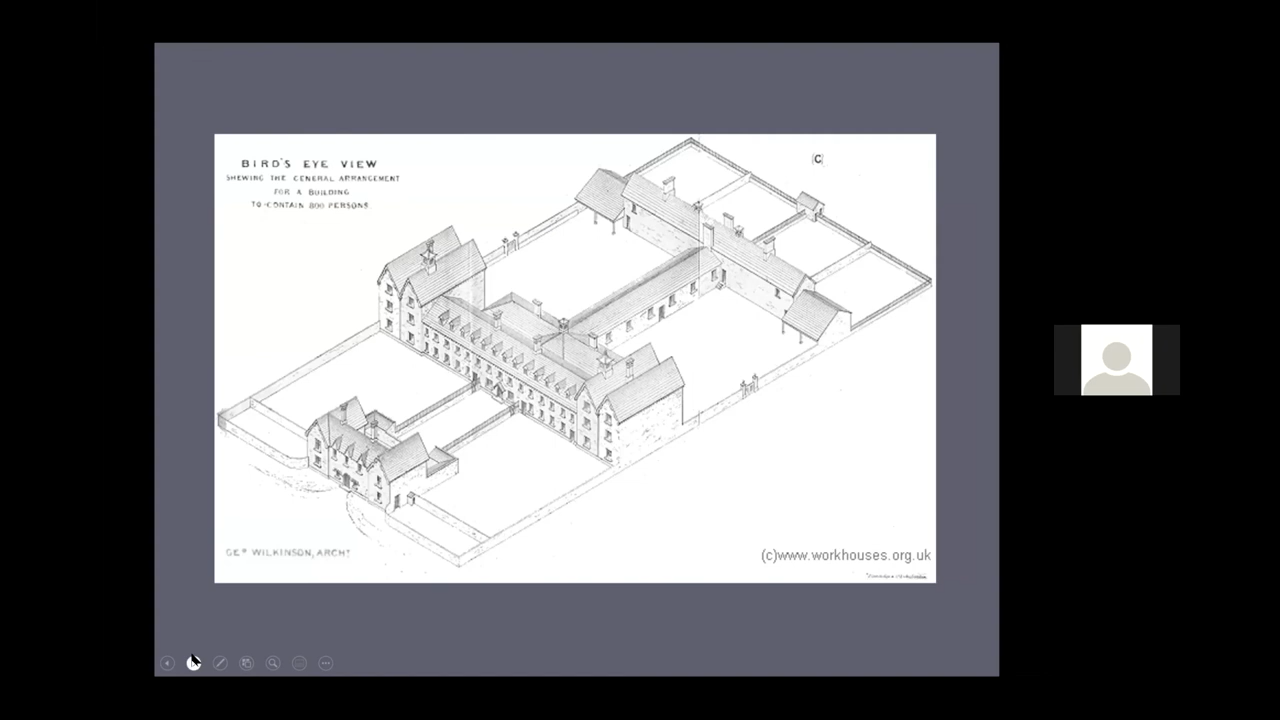 BIRD'S EYE VIEW
SHEWING THE GENERAL ARRANGEMENT
FOR A BUILDING
TO CONTAIN 800 PERSONS.
C
GEO WILKINSON, ARCHT
(c)www.workhouses.org.uk